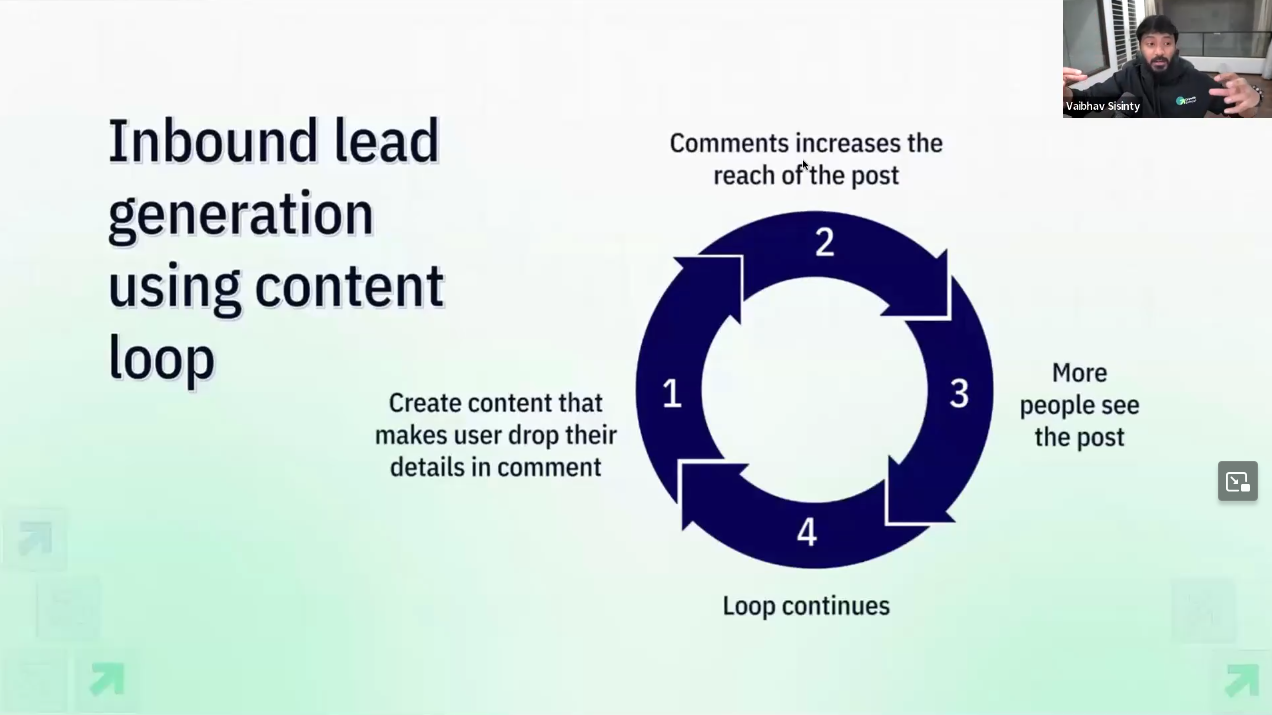 Inbound lead
generation
using content
loop
Vaibhav Sisinty
Comments increases the
reach of the post
2
1
3
4
Create content that
makes user drop their
details in comment
More
people see
the post
Loop continues